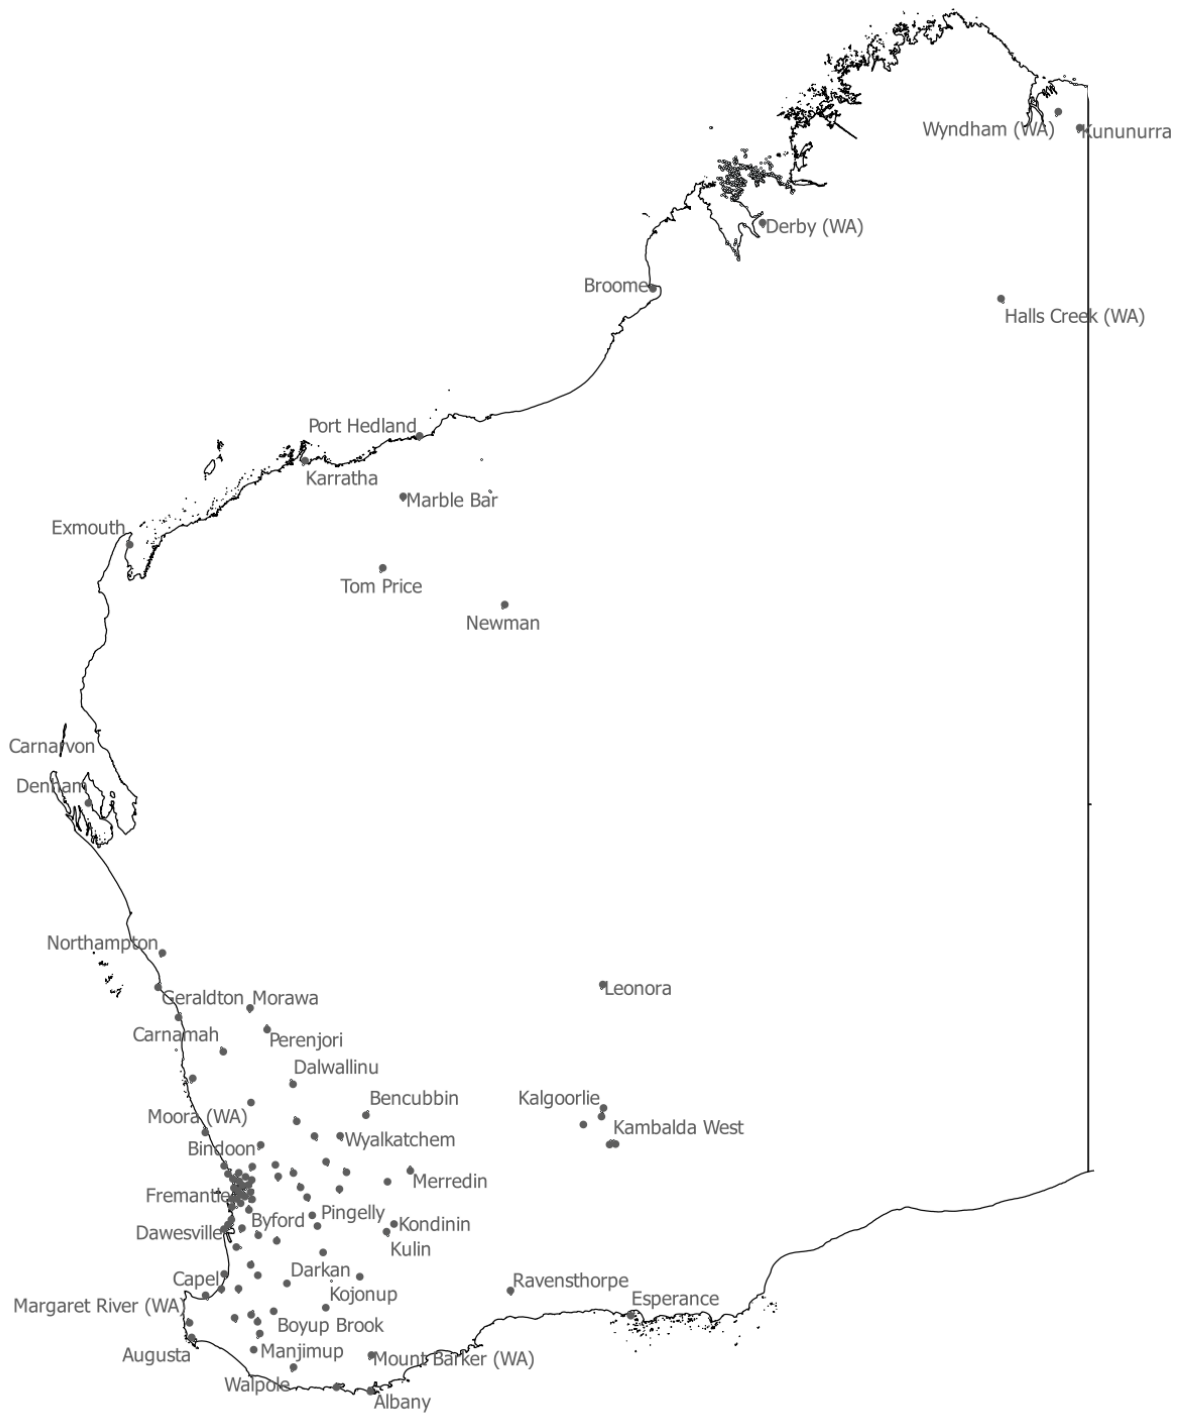 Wyndham (WA)
Kununurra
Derby (WA)
Broome
Halls Creek (WA)
Port Hedland
Karratha
Marble Bar
Exmouth
Tom Price
Newman
Carnarvon
Denham
Northampton
Leonora
Geraldton
Morawa
Carnamah
Perenjori
Dalwallinu
Bencubbin
Kalgoorlie
Moora (WA)
Kambalda West
Wyalkatchem
Bindoon
Merredin
Fremantle
Pingelly
Byford
Kondinin
Dawesville
Kulin
Darkan
Capel
Ravensthorpe
Kojonup
Esperance
Margaret River (WA)
Boyup Brook
Manjimup
Augusta
Mount Barker (WA)
Walpole
Albany